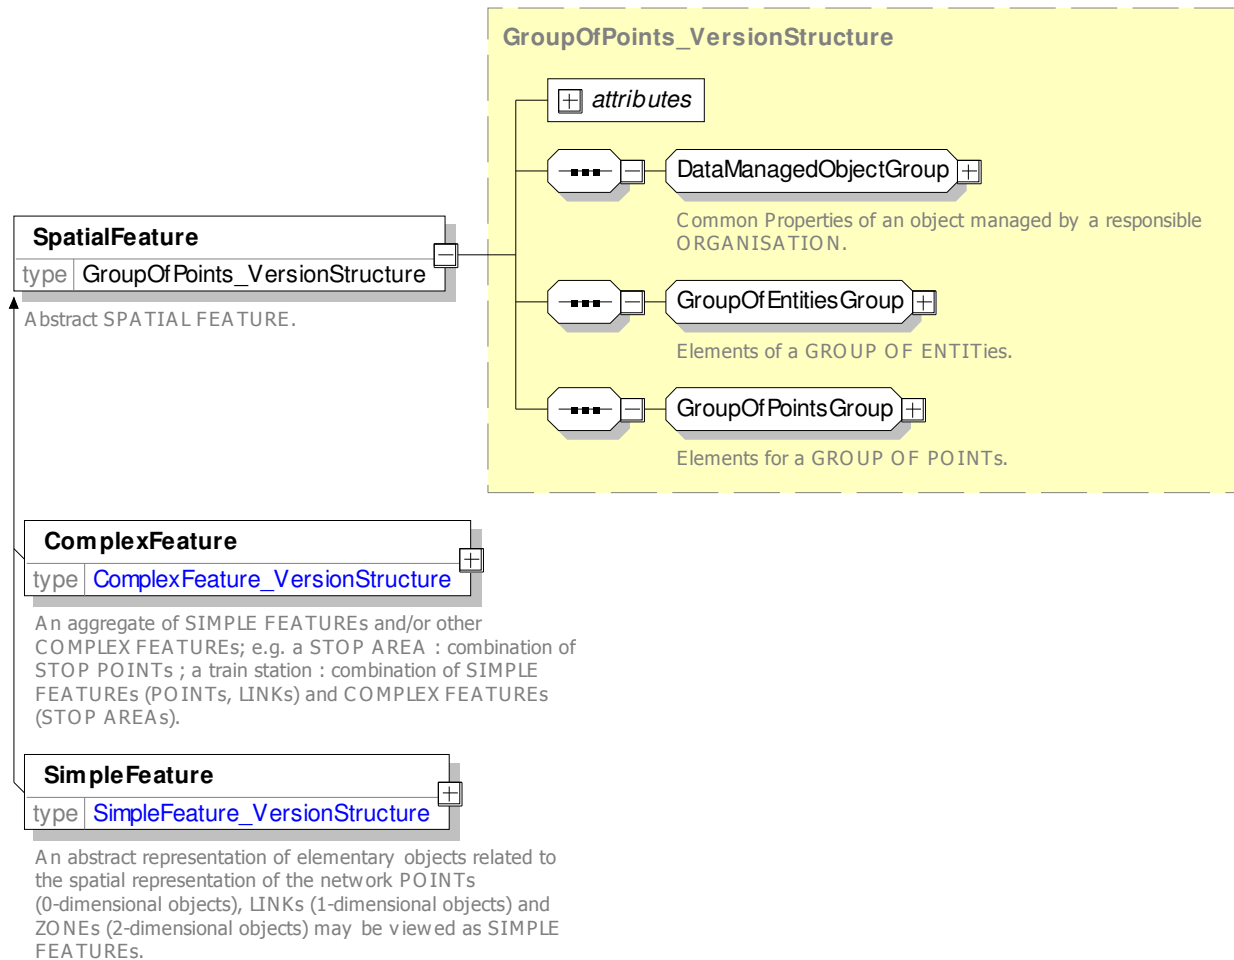 GroupOfPoints_VersionStructure
attributes
DataManagedObjectGroup
Common Properties of an object managed by a responsible
ORGANISATION.
SpatialFeature
type GroupOfPoints_VersionStructure
Abstract SPATIAL FEATURE.
GroupOfEntitiesGroup
Elements of a GROUP OF ENTITies.
GroupOfPointsGroup
Elements for a GROUP OF POINTs.
ComplexFeature
type ComplexFeature_VersionStructure
An aggregate of SIMPLE FEATUREs and/or other
COMPLEX FEATUREs; e.g. a STOP AREA : combination of
STOP POINTs ; a train station : combination of SIMPLE
FEATUREs (POINTs, LINKs) and COMPLEX FEATUREs
(STOP AREAs).
SimpleFeature
type SimpleFeature_VersionStructure
An abstract representation of elementary objects related to
the spatial representation of the network POINTs
(0-dimensional objects), LINKs (1-dimensional objects) and
ZONEs (2-dimensional objects) may be viewed as SIMPLE
FEATUREs.